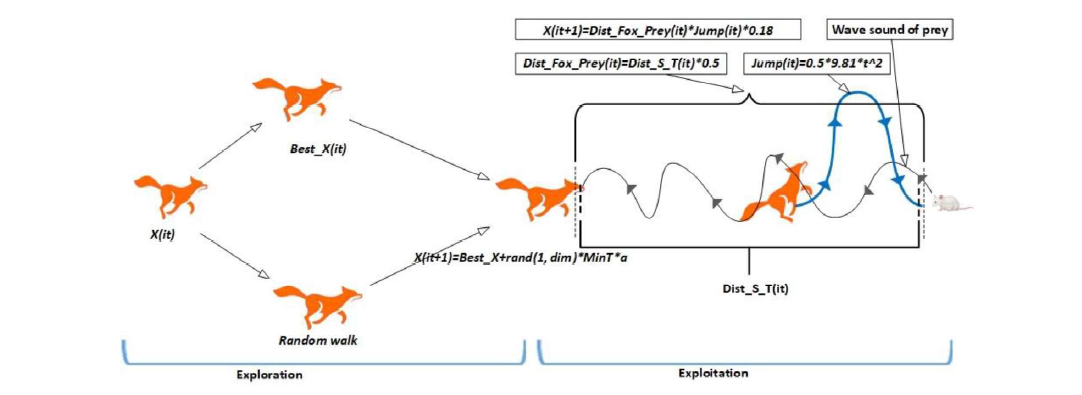 X(it+1)=Dist_Fox_Prey(it)*Jump(it)*0.18
Wave sound of prey
Dist_Fox_Prey(it)=Dist_S_T(it)*0.5
Jump(it)=0.5*9.81*t^2
Best_X(it)
X(it)
X(it+1)=Best_X+rand(1, dim)*MinT*a
Dist_S_T(it)
Random walk
Exploration
Exploitation